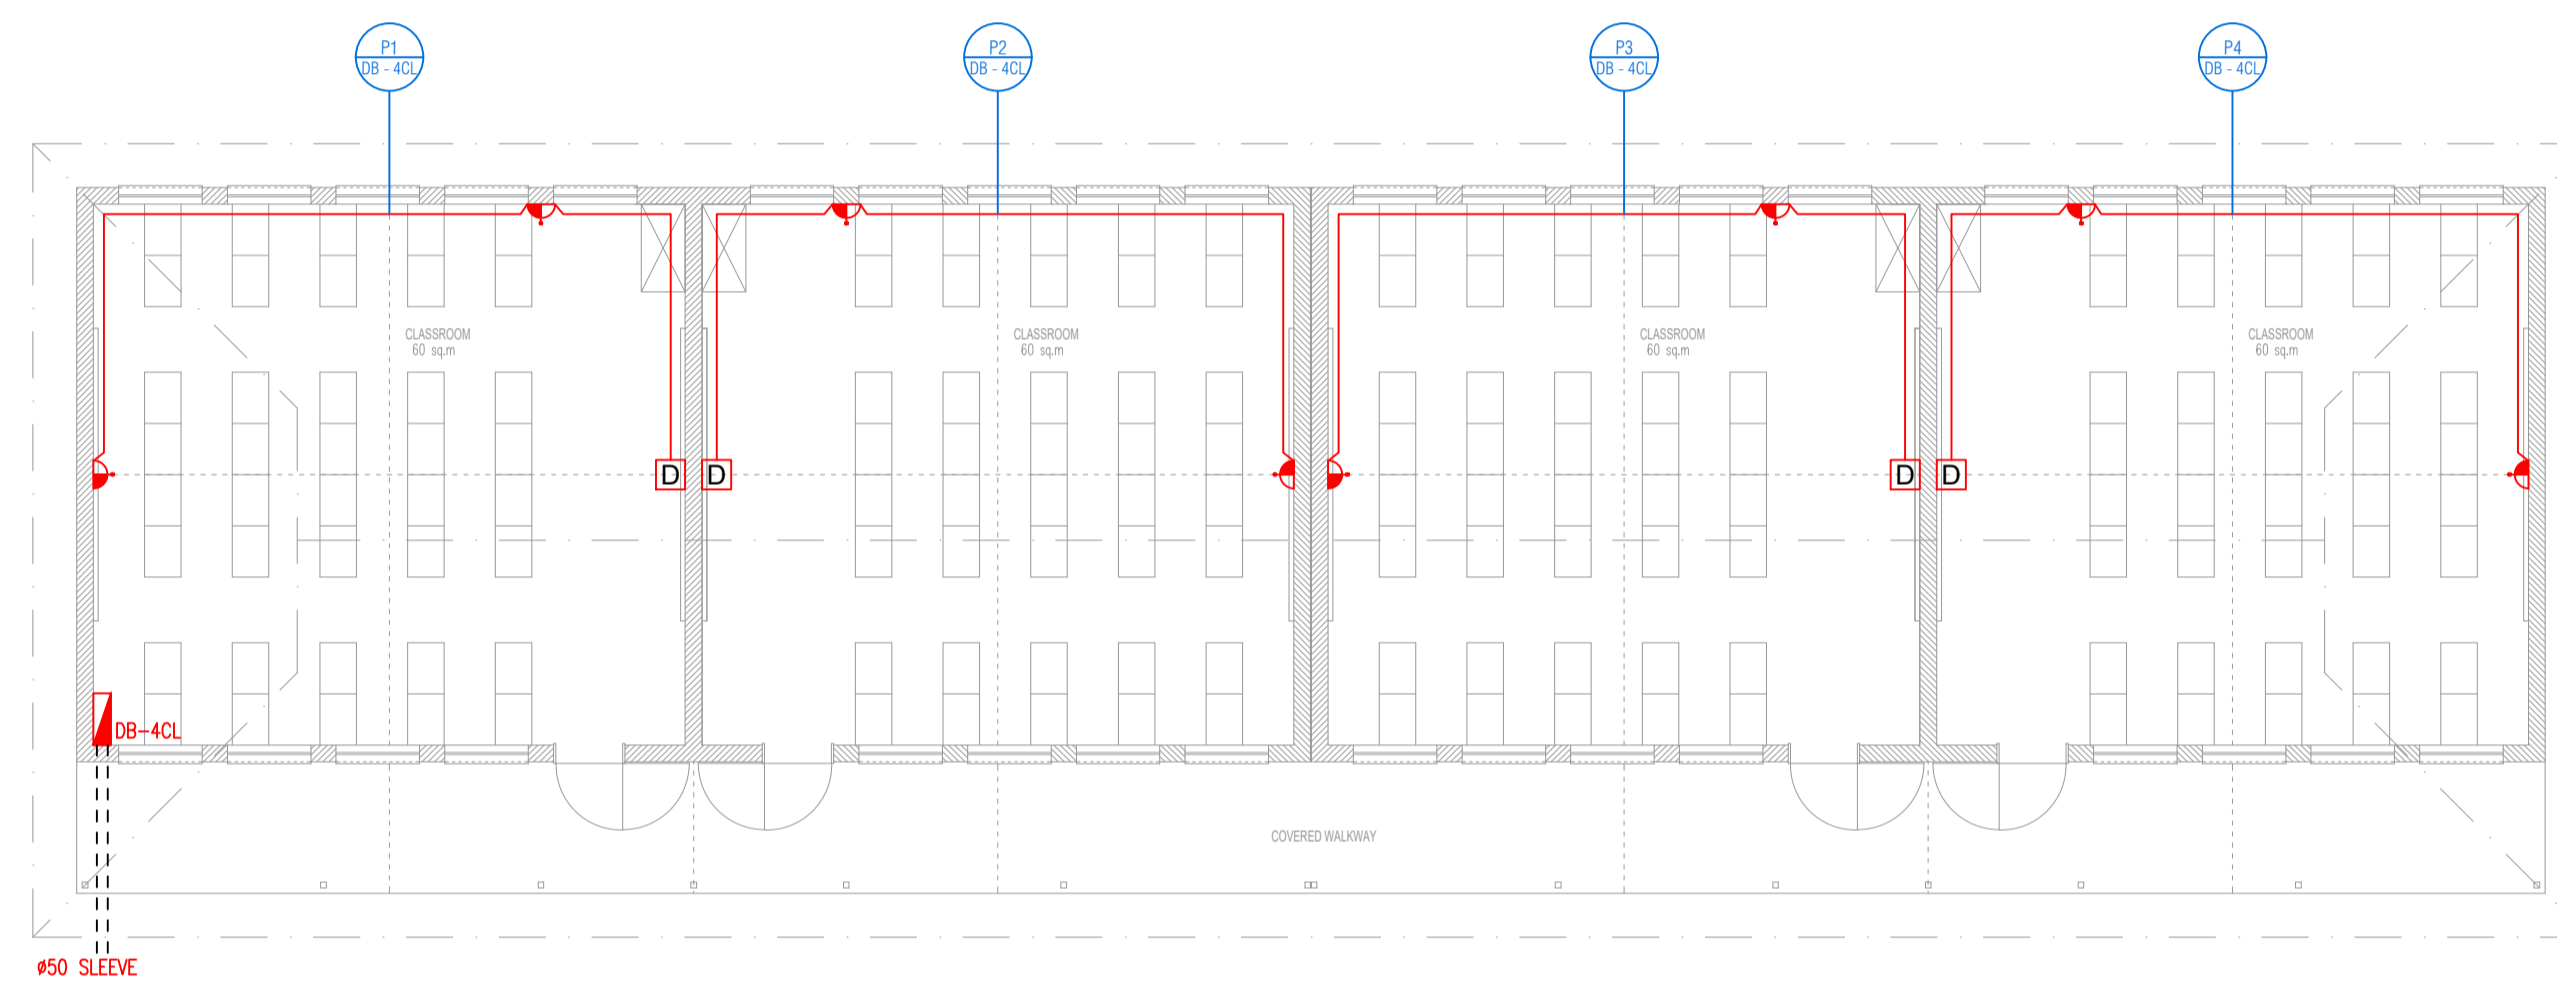 P1
DB - 4CL
P2
DB - 4CL
P3
DB - 4CL
P4
DB - 4CL
CLASSROOM
60 sq.m
CLASSROOM
60 sq.m
CLASSROOM
60 sq.m
CLASSROOM
60 sq.m
D
D
D
D
DB-4CL
COVERED WALKWAY
ø50 SLEEVE